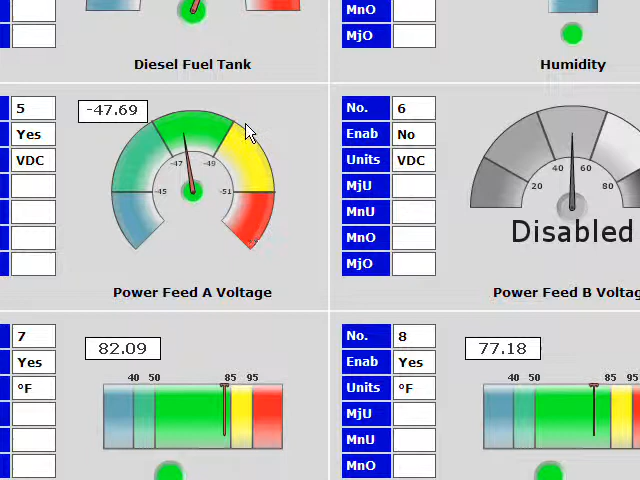 MnO
MjO
Diesel Fuel Tank
Humidity
5
Yes
VDC
-47.69
-45
-47
-49
-51
Power Feed A Voltage
No. 6
Enab No
Units VDC
MjU
MnU
MnO
MjO
20
40
60
80
Disabled
Power Feed B Voltag
7
Yes
°F
82.09
40 50 85 95
No. 8
Enab Yes
Units °F
MjU
MnU
MnO
77.18
40 50 85 95